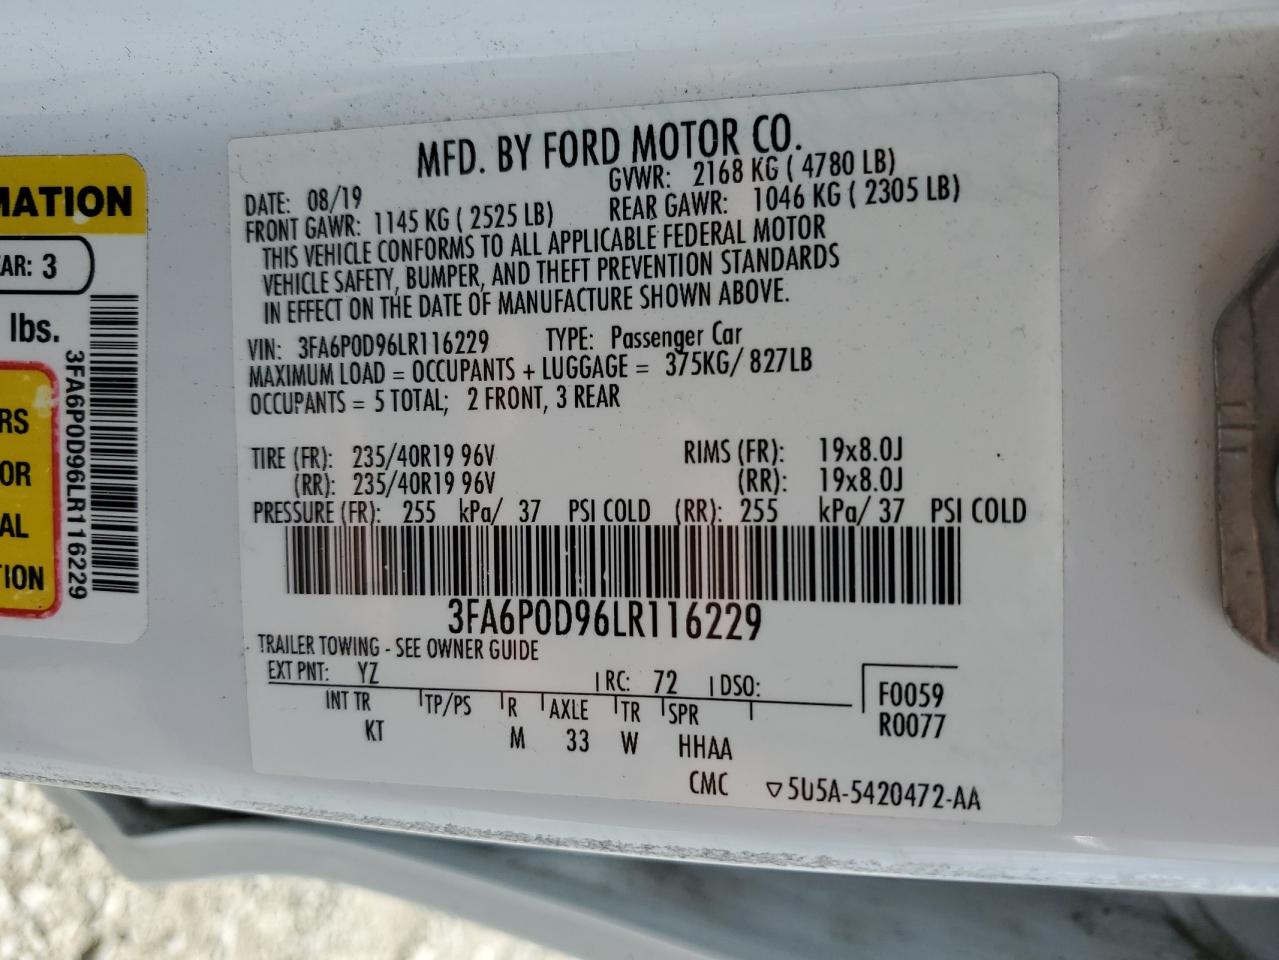 MFD. BY FORD MOTOR CO.
DATE: 08/19 GVWR: 2168 KG ( 4780 LB)
FRONT GAWR: 1145 KG ( 2525 LB) REAR GAWR: 1046 KG ( 2305 LB)
THIS VEHICLE CONFORMS TO ALL APPLICABLE FEDERAL MOTOR
VEHICLE SAFETY, BUMPER, AND THEFT PREVENTION STANDARDS
IN EFFECT ON THE DATE OF MANUFACTURE SHOWN ABOVE.
VIN: 3FA6P0D96LR116229 TYPE: Passenger Car
MAXIMUM LOAD = OCCUPANTS + LUGGAGE = 375KG/ 827LB
OCCUPANTS = 5 TOTAL; 2 FRONT, 3 REAR
TIRE (FR): 235/40R19 96V RIMS (FR): 19x8.0J
(RR): 235/40R19 96V (RR): 19x8.0J
PRESSURE (FR): 255 kPa/ 37 PSI COLD (RR): 255 kPa/ 37 PSI COLD
3FA6P0D96LR116229
TRAILER TOWING - SEE OWNER GUIDE
EXT PNT: YZ RC: 72 DSO: F0059
INT TR TP/PS R AXLE TR SPR R0077
KT M 33 W HHAA
CMC ▽5U5A-5420472-AA
MATION
AR: 3
lbs.
RS
OR
AL
ION
3FA6P0D96LR116229